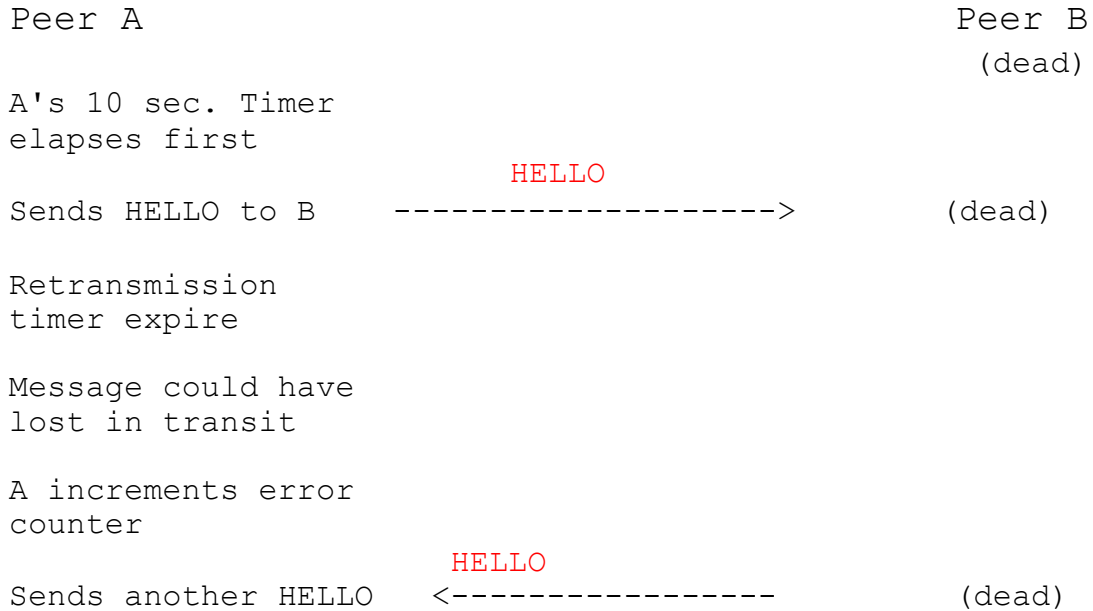 Peer A Peer B
(dead)
A's 10 sec. Timer
elapses first
HELLO
Sends HELLO to B --------------------> (dead)
Retransmission
timer expire
Message could have
lost in transit
A increments error
counter
HELLO
Sends another HELLO <----------------- (dead)